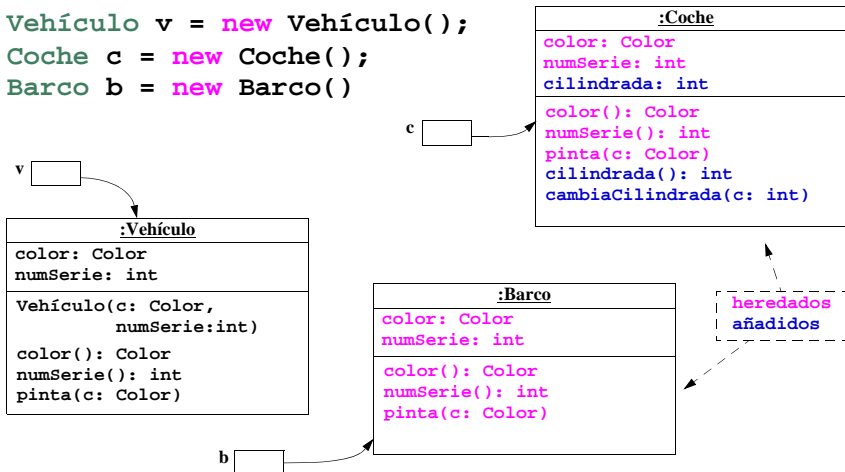 Vehículo v = new Vehículo();
Coche c = new Coche();
Barco b = new Barco()
:Coche
color: Color
numSerie: int
cilindrada: int
color(): Color
numSerie(): int
pinta(c: Color)
cilindrada(): int
cambiaCilindrada(c: int)
c
v
:Vehículo
color: Color
numSerie: int
Vehículo(c: Color,
numSerie:int)
color(): Color
numSerie(): int
pinta(c: Color)
:Barco
color: Color
numSerie: int
color(): Color
numSerie(): int
pinta(c: Color)
heredados
añadidos
b